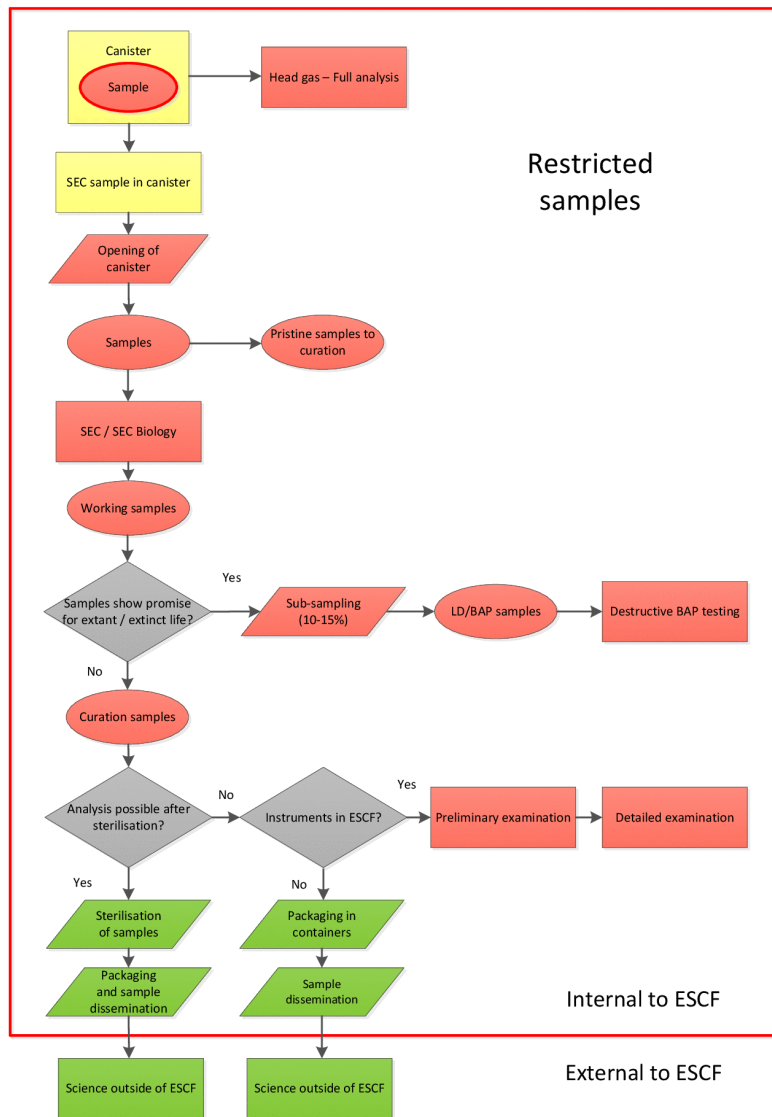 Canister
Sample
Head gas – Full analysis
Restricted
samples
SEC sample in canister
Opening of
canister
Samples
Pristine samples to
curation
SEC / SEC Biology
Working samples
Samples show promise
for extant / extinct life?
Yes
Sub-sampling
(10-15%)
LD/BAP samples
Destructive BAP testing
No
Curation samples
Analysis possible after
sterilisation?
No
Instruments in ESCF?
Yes
Preliminary examination
Detailed examination
Yes
No
Sterilisation
of samples
Packaging in
containers
Packaging
and sample
dissemination
Sample
dissemination
Internal to ESCF
Science outside of ESCF
Science outside of ESCF
External to ESCF